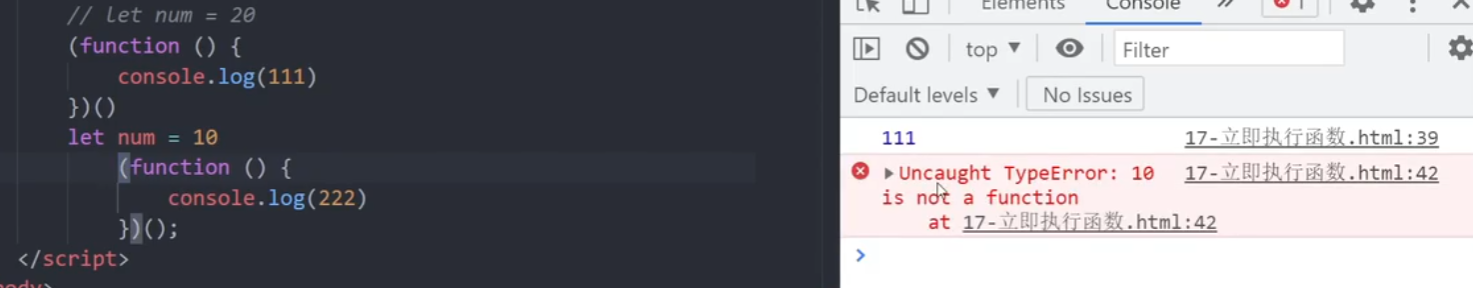 // let num = 20
(function () {
console.log(111)
})()
let num = 10
(function () {
console.log(222)
})();
</script>
Elements
Console
»
1
top ▼
Filter
Default levels ▼
No Issues
111 17-立即执行函数.html:39
▶Uncaught TypeError: 10 17-立即执行函数.html:42
is not a function
at 17-立即执行函数.html:42
>